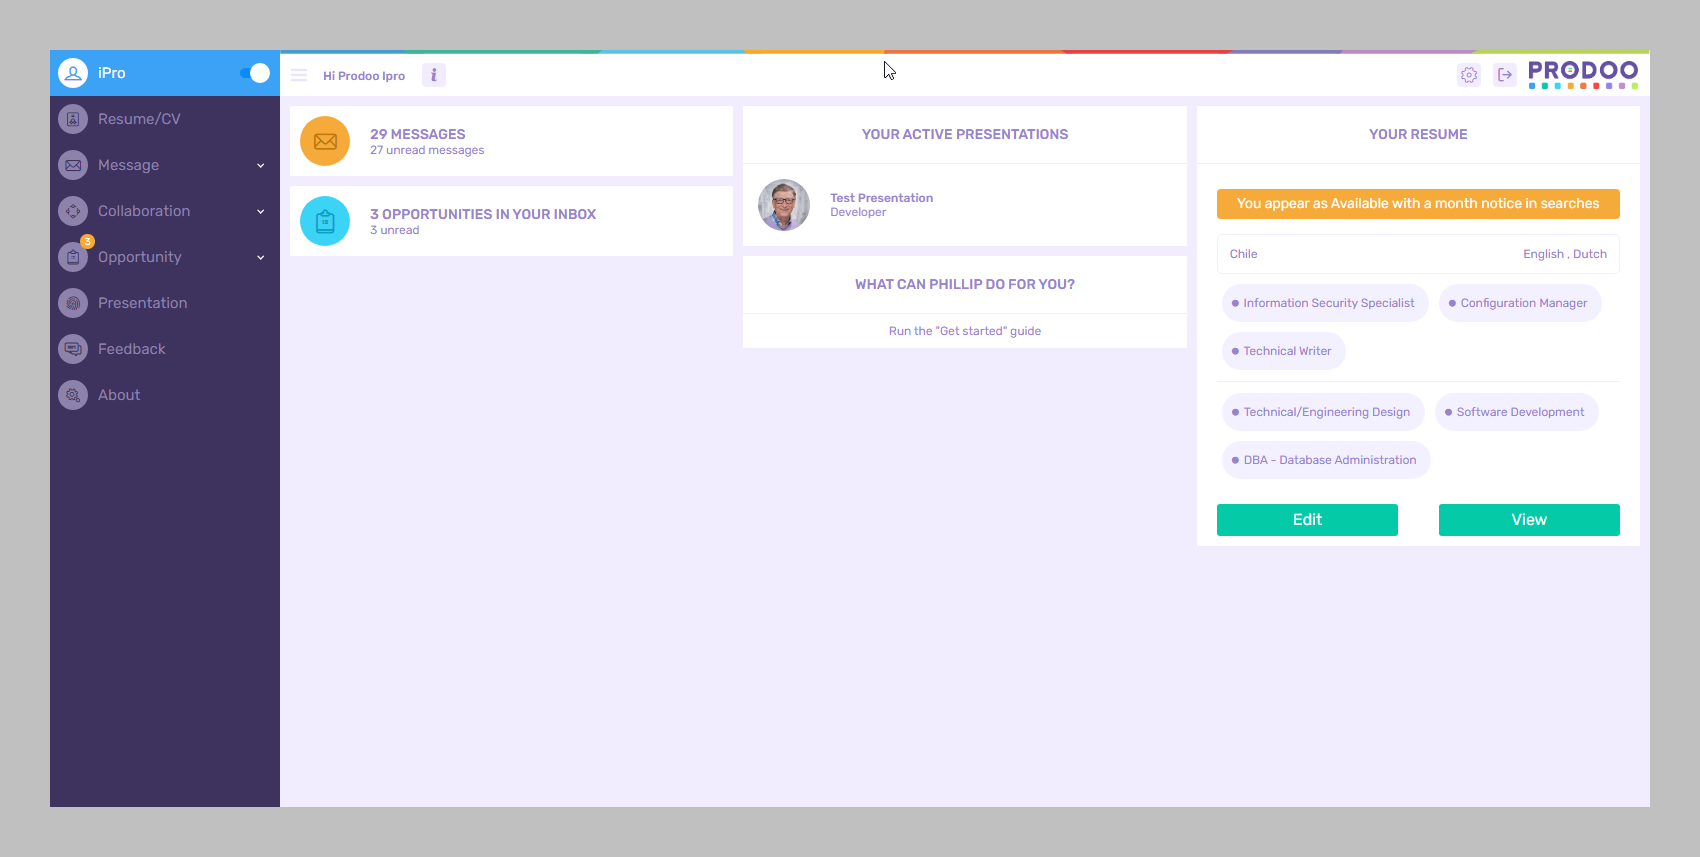 iPro
Resume/CV
Message
Collaboration
3
Opportunity
Presentation
Feedback
About
Hi Prodoo Ipro
i
PRODOO
29 MESSAGES
27 unread messages
3 OPPORTUNITIES IN YOUR INBOX
3 unread
YOUR ACTIVE PRESENTATIONS
Test Presentation
Developer
WHAT CAN PHILLIP DO FOR YOU?
Run the "Get started" guide
YOUR RESUME
You appear as Available with a month notice in searches
Chile English , Dutch
Information Security Specialist Configuration Manager
Technical Writer
Technical/Engineering Design Software Development
DBA - Database Administration
Edit View